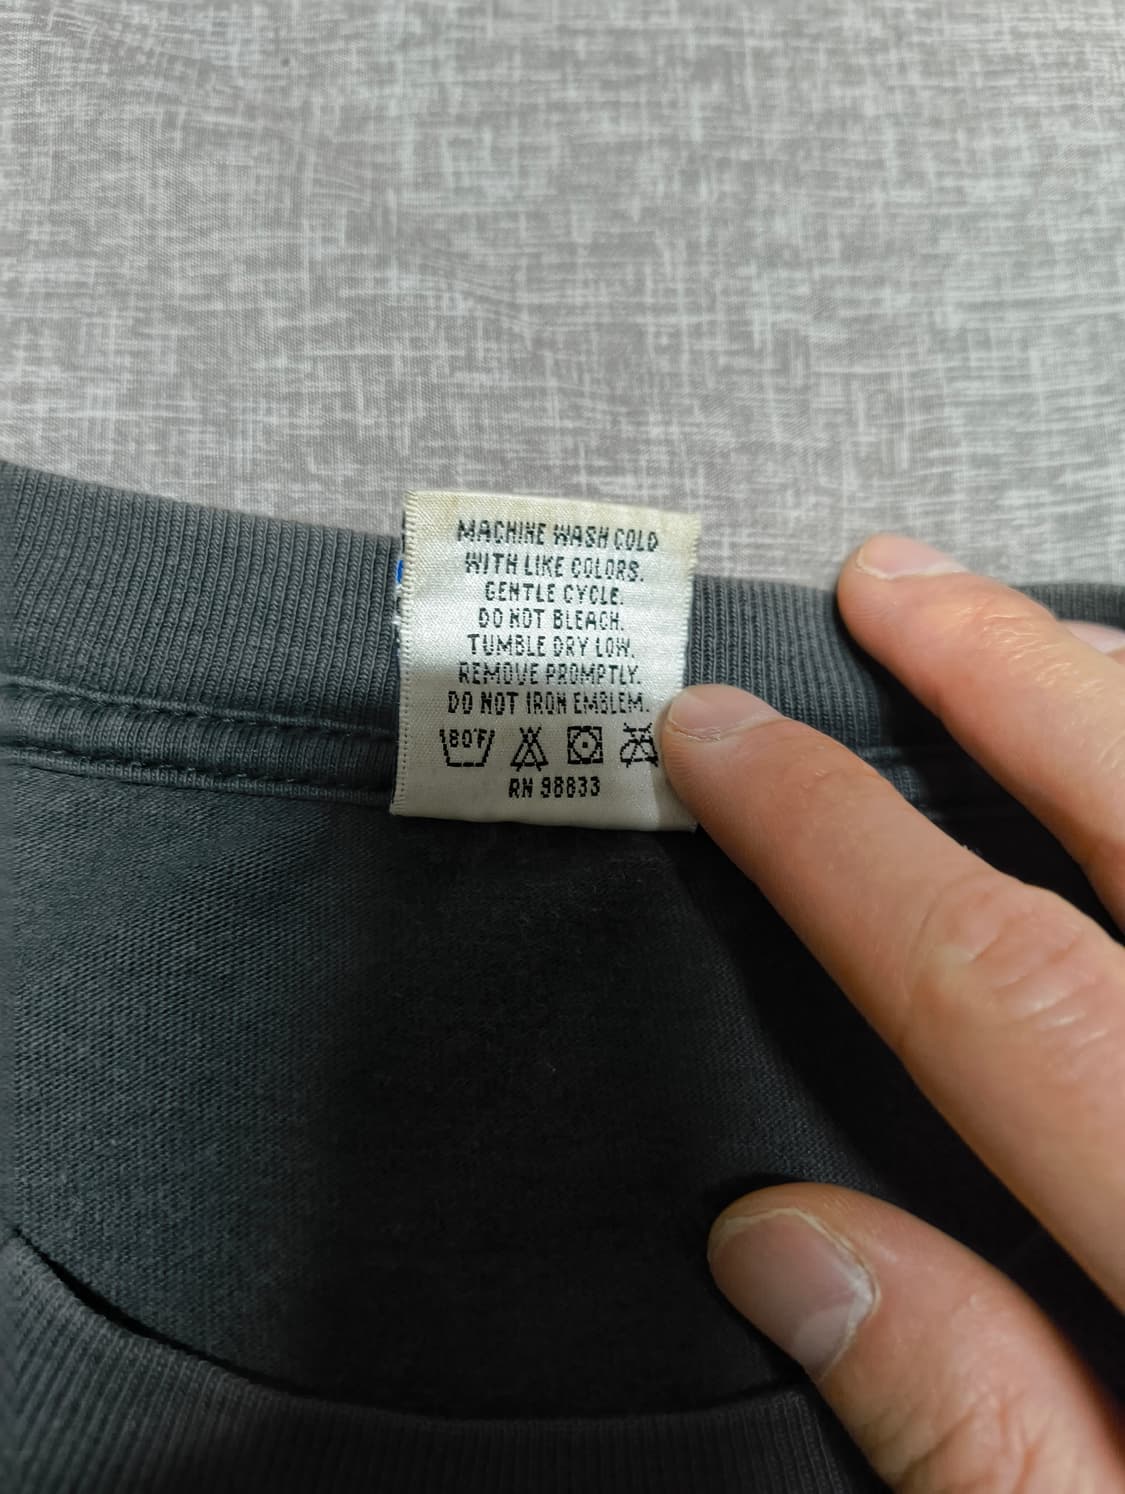 MACHINE WASH COLD
WITH LIKE COLORS.
GENTLE CYCLE.
DO NOT BLEACH.
TUMBLE DRY LOW.
REMOVE PROMPTLY.
DO NOT IRON EMBLEM.
80°F
RN 98833